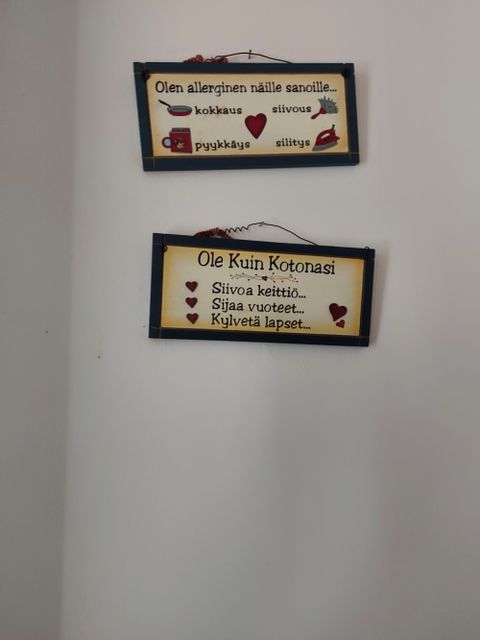 Olen allerginen näille sanoille...
kokkaus siivous
pyykkäys silitys
Ole Kuin Kotonasi
Siivoa keittiö...
Sijaa vuoteet...
Kylvetä lapset...